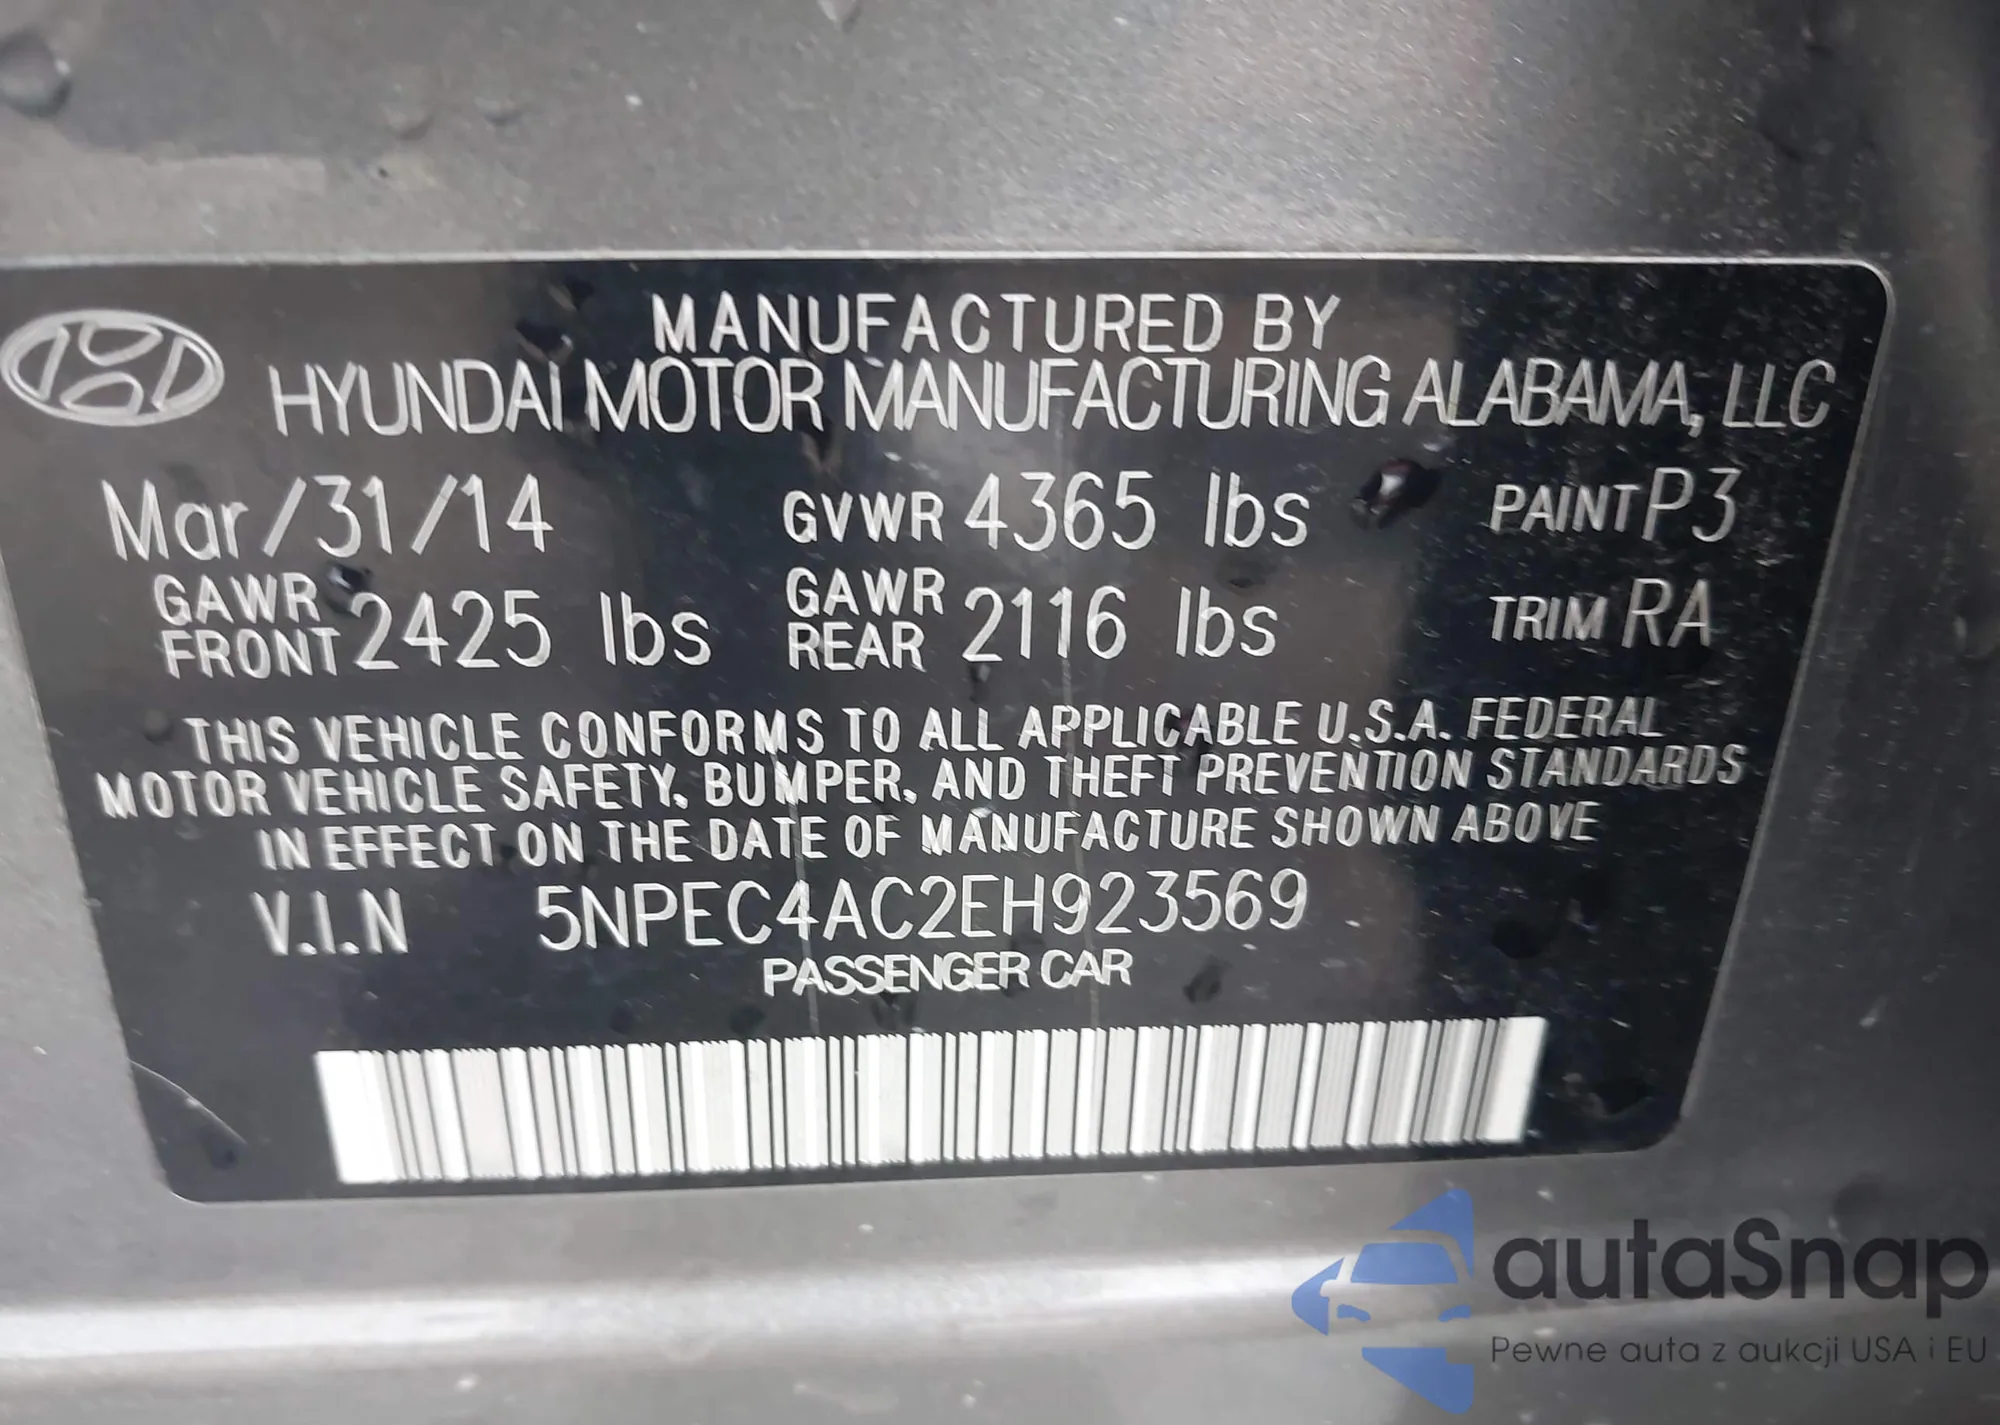 MANUFACTURED BY
HYUNDAI MOTOR MANUFACTURING ALABAMA, LLC
Mar/31/14 GVWR 4365 lbs PAINT P3
GAWR FRONT 2425 lbs GAWR REAR 2116 lbs TRIM RA
THIS VEHICLE CONFORMS TO ALL APPLICABLE U.S.A. FEDERAL
MOTOR VEHICLE SAFETY, BUMPER, AND THEFT PREVENTION STANDARDS
IN EFFECT ON THE DATE OF MANUFACTURE SHOWN ABOVE
V.I.N 5NPEC4AC2EH923569
PASSENGER CAR
autaSnap
Pewne auta z aukcji USA i EU